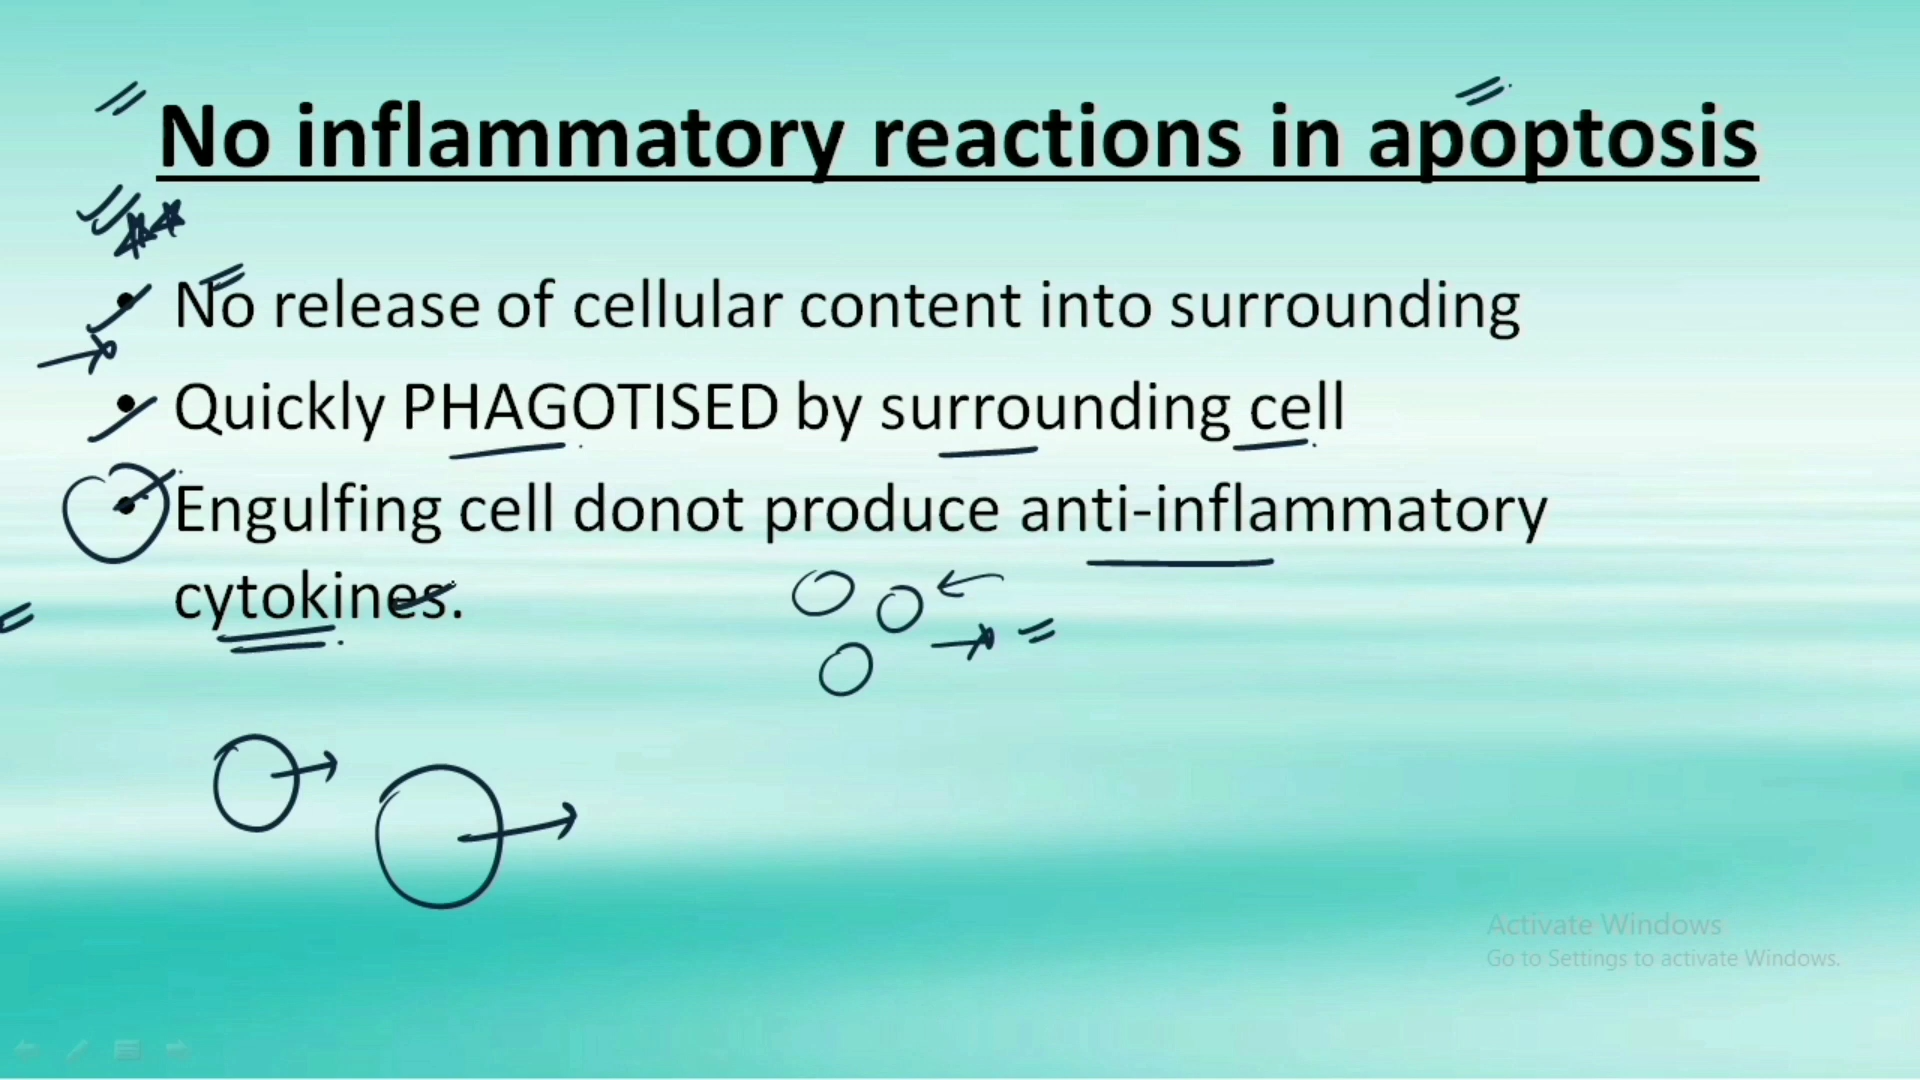 No inflammatory reactions in apoptosis
• No release of cellular content into surrounding
• Quickly PHAGOTISED by surrounding cell
• Engulfing cell donot produce anti-inflammatory
cytokines.
Activate Windows
Go to Settings to activate Windows.